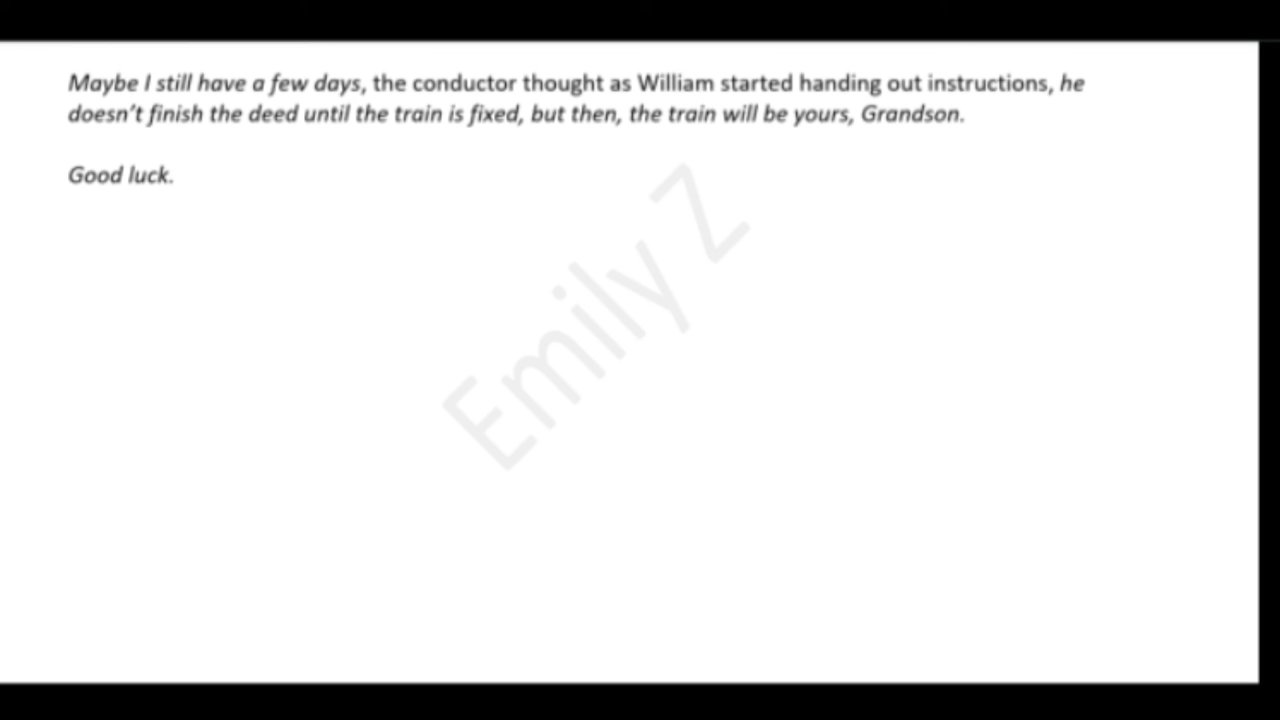 Maybe I still have a few days, the conductor thought as William started handing out instructions, he
doesn’t finish the deed until the train is fixed, but then, the train will be yours, Grandson.
Good luck.
Emily Z